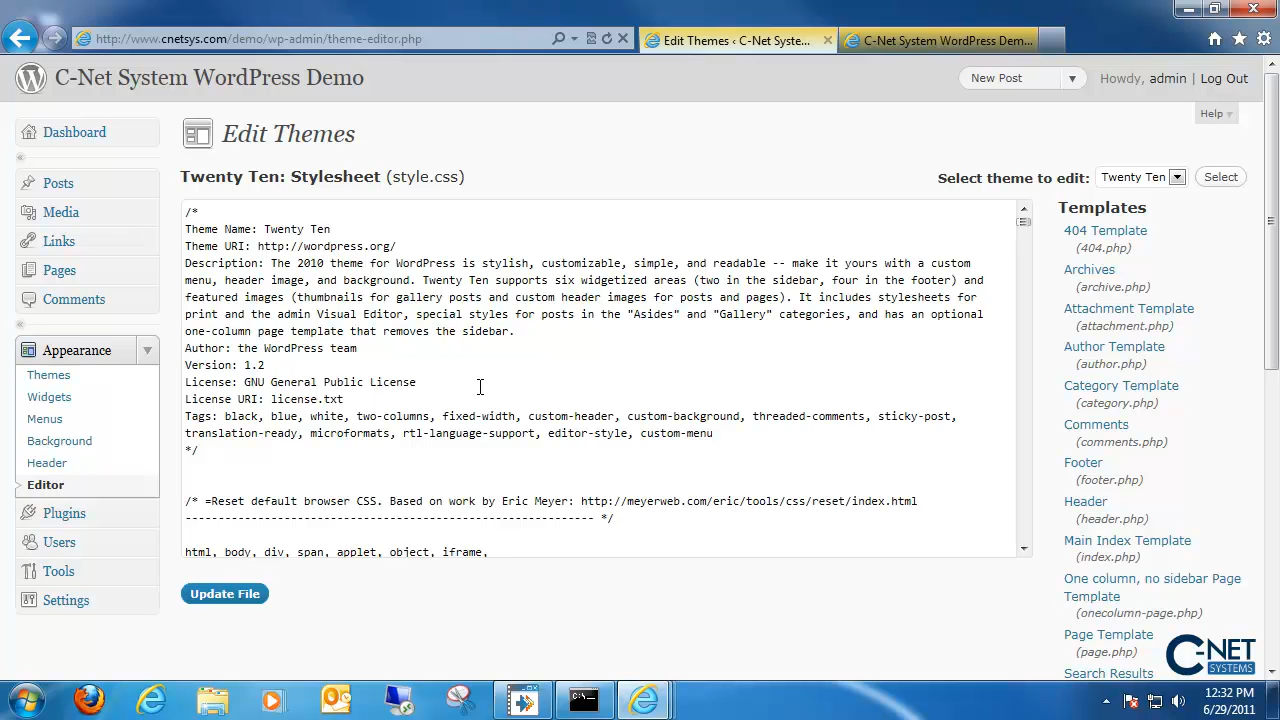 http://www.cnetsys.com/demo/wp-admin/theme-editor.php
Edit Themes ‹ C-Net Syste...
C-Net System WordPress Dem...
C-Net System WordPress Demo
New Post
Howdy, admin | Log Out
Help
Dashboard
Posts
Media
Links
Pages
Comments
Appearance
Themes
Widgets
Menus
Background
Header
Editor
Plugins
Users
Tools
Settings
Edit Themes
Twenty Ten: Stylesheet (style.css)
Select theme to edit: Twenty Ten Select
/*
Theme Name: Twenty Ten
Theme URI: http://wordpress.org/
Description: The 2010 theme for WordPress is stylish, customizable, simple, and readable -- make it yours with a custom
menu, header image, and background. Twenty Ten supports six widgetized areas (two in the sidebar, four in the footer) and
featured images (thumbnails for gallery posts and custom header images for posts and pages). It includes stylesheets for
print and the admin Visual Editor, special styles for posts in the "Asides" and "Gallery" categories, and has an optional
one-column page template that removes the sidebar.
Author: the WordPress team
Version: 1.2
License: GNU General Public License
License URI: license.txt
Tags: black, blue, white, two-columns, fixed-width, custom-header, custom-background, threaded-comments, sticky-post,
translation-ready, microformats, rtl-language-support, editor-style, custom-menu
*/
/* =Reset default browser CSS. Based on work by Eric Meyer: http://meyerweb.com/eric/tools/css/reset/index.html
-------------------------------------------------------------- */
html, body, div, span, applet, object, iframe,
Update File
Templates
404 Template
(404.php)
Archives
(archive.php)
Attachment Template
(attachment.php)
Author Template
(author.php)
Category Template
(category.php)
Comments
(comments.php)
Footer
(footer.php)
Header
(header.php)
Main Index Template
(index.php)
One column, no sidebar Page
Template
(onecolumn-page.php)
Page Template
(page.php)
Search Results
C-NET
SYSTEMS
12:32 PM
6/29/2011